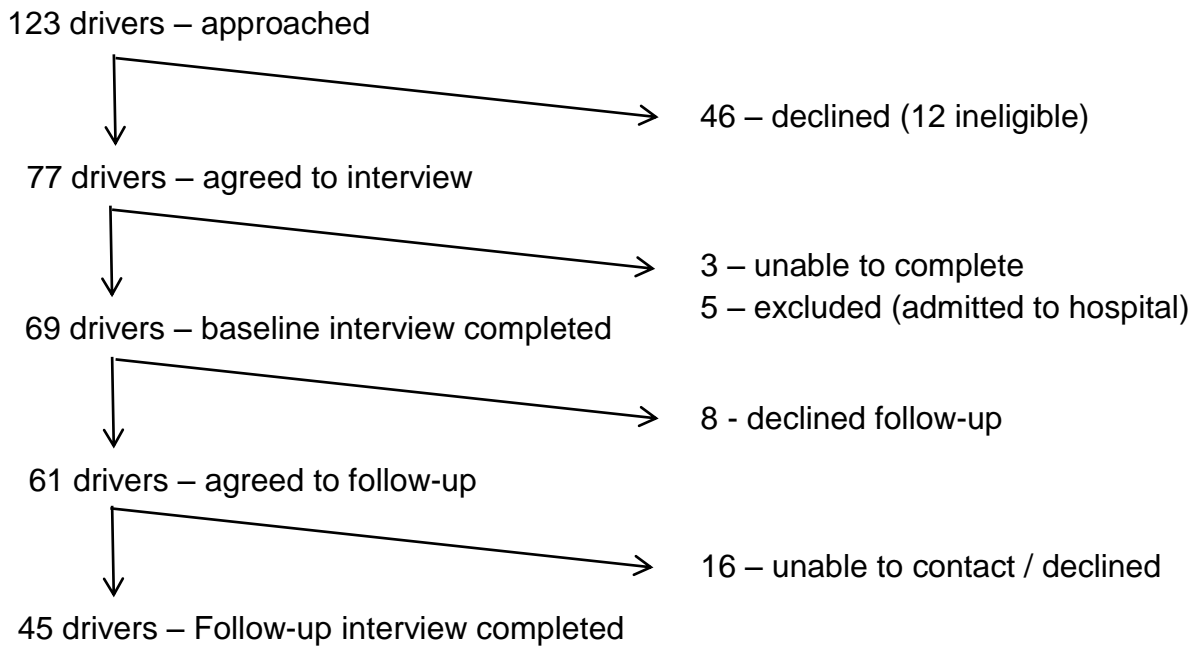 123 drivers – approached
46 – declined (12 ineligible)
77 drivers – agreed to interview
3 – unable to complete
5 – excluded (admitted to hospital)
69 drivers – baseline interview completed
8 - declined follow-up
61 drivers – agreed to follow-up
16 – unable to contact / declined
45 drivers – Follow-up interview completed